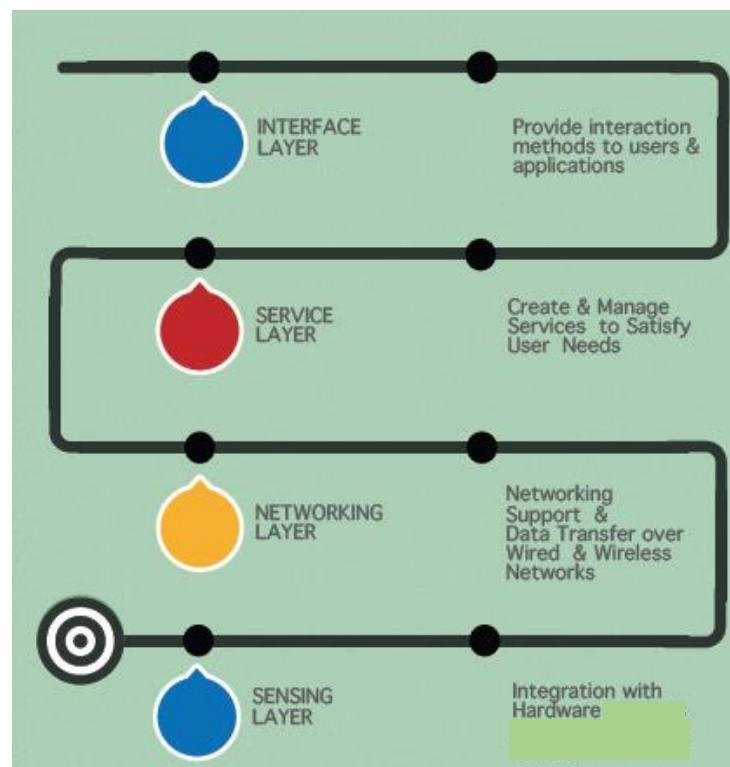 INTERFACE
LAYER
Provide interaction
methods to users &
applications
SERVICE
LAYER
Create & Manage
Services to Satisfy
User Needs
NETWORKING
LAYER
Networking
Support &
Data Transfer over
Wired & Wireless
Networks
SENSING
LAYER
Integration with
Hardware